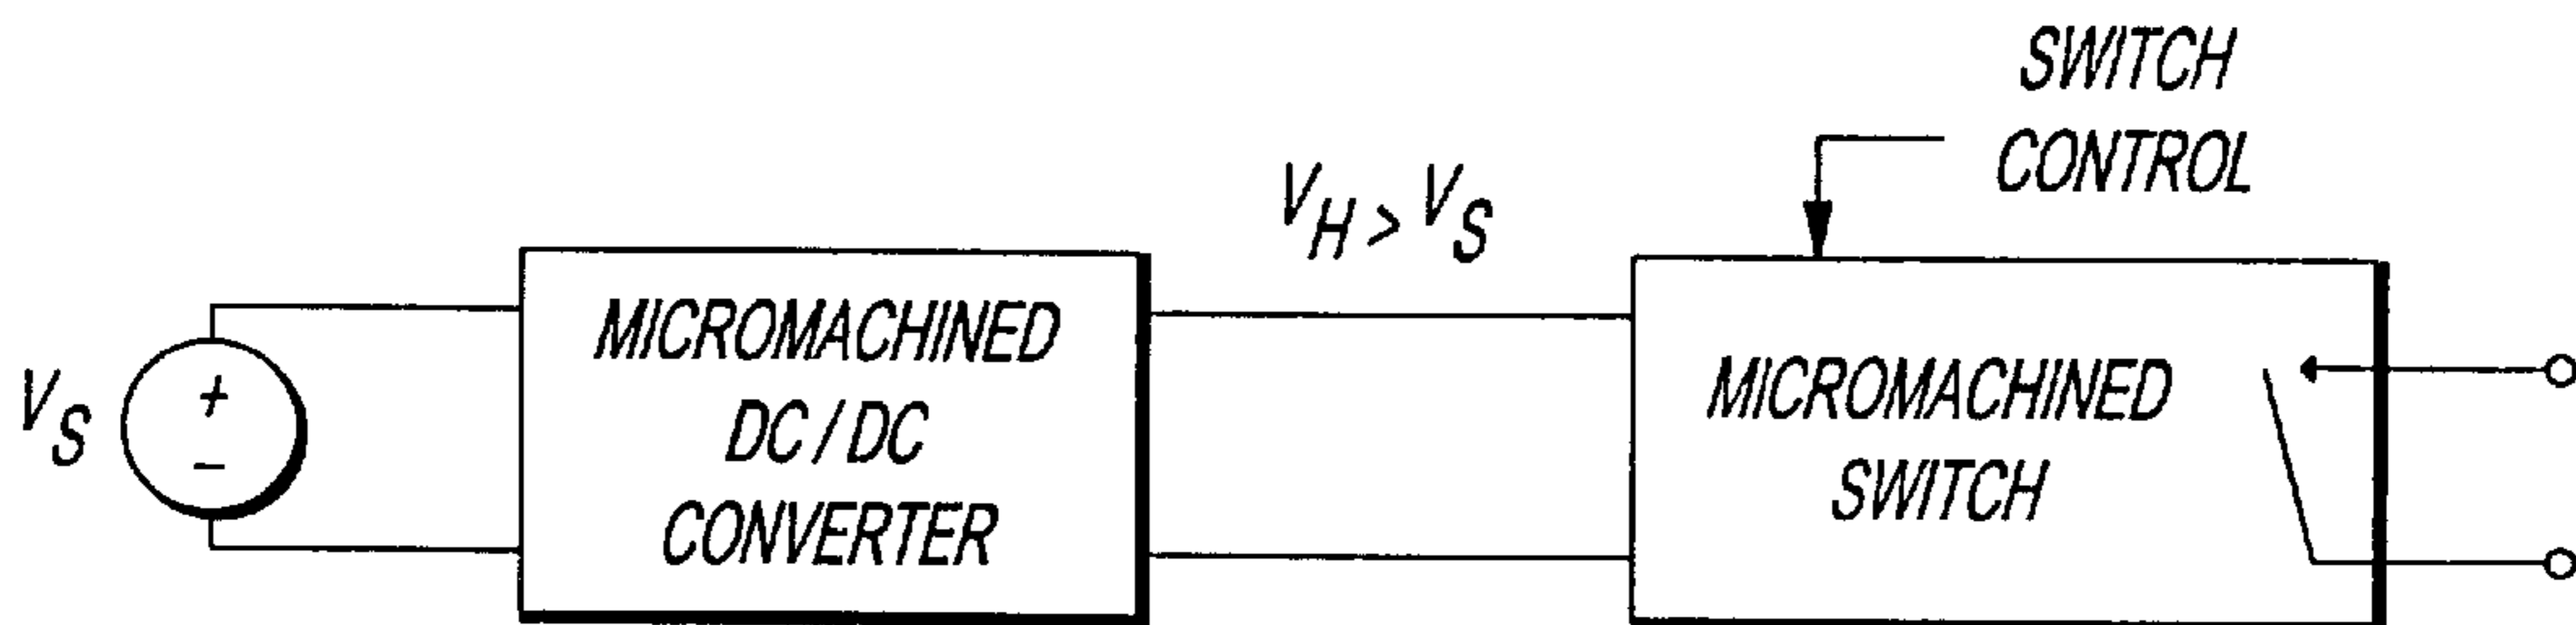 SWITCH
CONTROL
V_H > V_S
V_S
+
−
MICROMACHINED
DC / DC
CONVERTER
MICROMACHINED
SWITCH